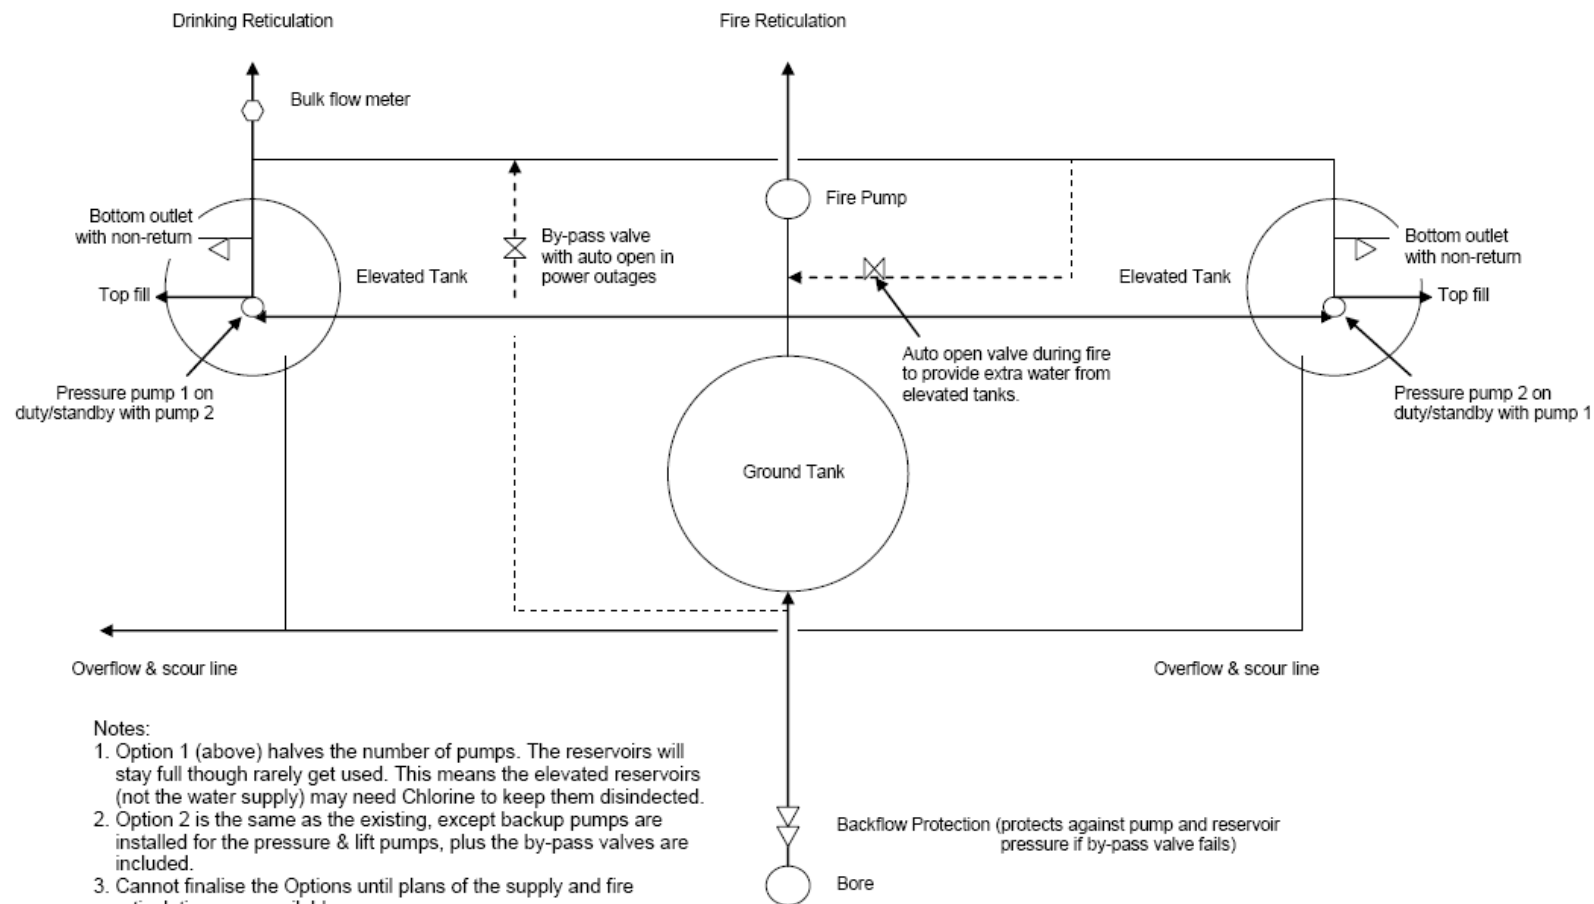 Drinking Reticulation
Fire Reticulation
Bulk flow meter
Fire Pump
Bottom outlet
with non-return
By-pass valve
with auto open in
power outages
Elevated Tank
Elevated Tank
Bottom outlet
with non-return
Top fill
Top fill
Auto open valve during fire
to provide extra water from
elevated tanks.
Pressure pump 1 on
duty/standby with pump 2
Pressure pump 2 on
duty/standby with pump 1
Ground Tank
Overflow & scour line
Overflow & scour line
Notes:
1. Option 1 (above) halves the number of pumps. The reservoirs will
stay full though rarely get used. This means the elevated reservoirs
(not the water supply) may need Chlorine to keep them disindected.
2. Option 2 is the same as the existing, except backup pumps are
installed for the pressure & lift pumps, plus the by-pass valves are
included.
3. Cannot finalise the Options until plans of the supply and fire
Backflow Protection (protects against pump and reservoir
pressure if by-pass valve fails)
Bore